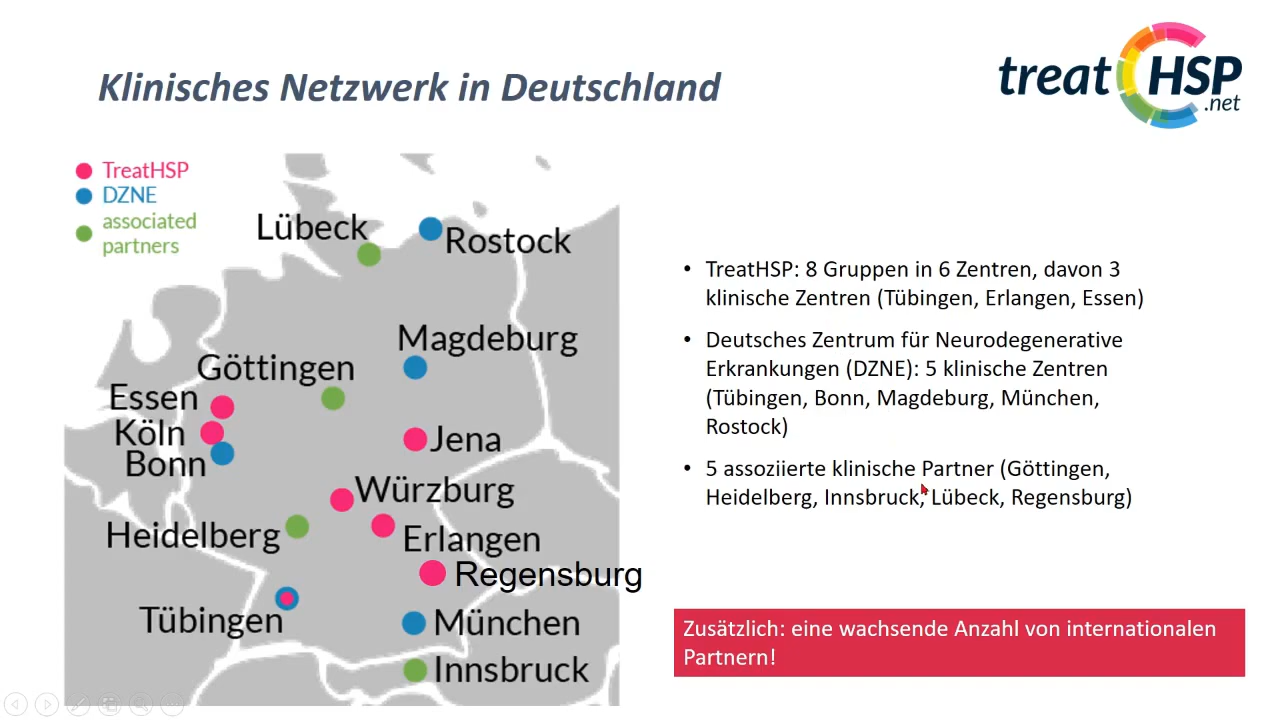 Klinisches Netzwerk in Deutschland
treat HSP
.net
TreatHSP
DZNE
associated
partners
Lübeck
Rostock
Magdeburg
Göttingen
Essen
Köln
Bonn
Jena
Würzburg
Heidelberg
Erlangen
Regensburg
Tübingen
München
Innsbruck
• TreatHSP: 8 Gruppen in 6 Zentren, davon 3
klinische Zentren (Tübingen, Erlangen, Essen)
• Deutsches Zentrum für Neurodegenerative
Erkrankungen (DZNE): 5 klinische Zentren
(Tübingen, Bonn, Magdeburg, München,
Rostock)
• 5 assoziierte klinische Partner (Göttingen,
Heidelberg, Innsbruck, Lübeck, Regensburg)
Zusätzlich: eine wachsende Anzahl von internationalen
Partnern!